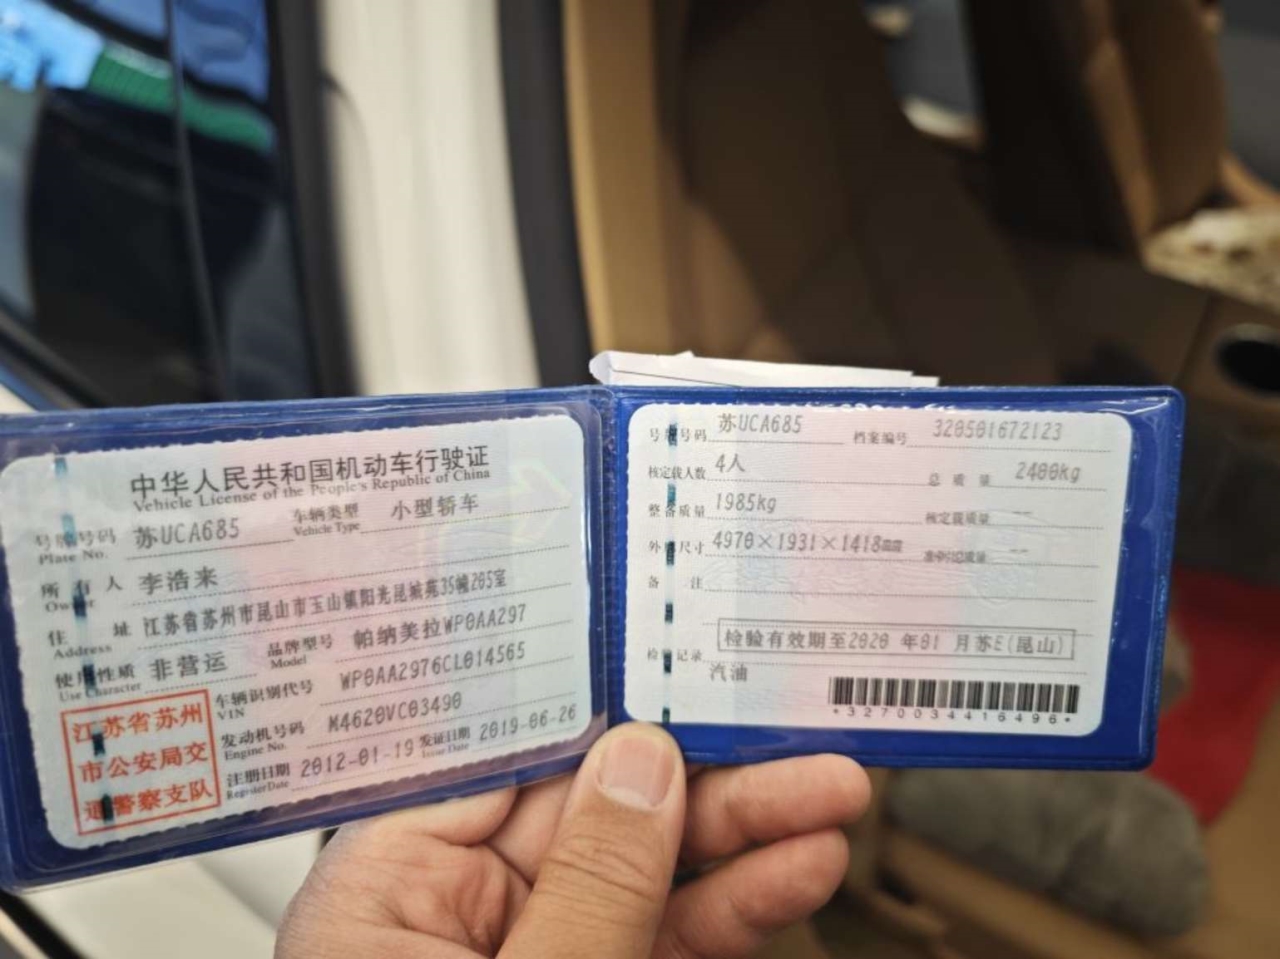 中华人民共和国机动车行驶证
Vehicle License of the People's Republic of China
号牌号码 苏UCA685 车辆类型 小型轿车
Plate No. Vehicle Type
所有人 李浩来
Owner
住址 江苏省苏州市昆山市玉山镇阳光昆城苑35幢205室
Address
使用性质 非营运 品牌型号 帕纳美拉WP0AA297
Use Character Model
车辆识别代号 WP0AA2976CL014565
VIN
发动机号码 M4620VC03490
Engine No.
注册日期 2012-01-19 发证日期 2019-06-26
Register Date Issue Date
江苏省苏州
市公安局交
通警察支队
号牌号码 苏UCA685 档案编号 320501672123
核定载人数 4人 总质量 2400kg
整备质量 1985kg 核定载质量 --
外廓尺寸 4970×1931×1418mm 准牵引总质量 --
备注
检验有效期至2020年01月苏E(昆山)
检验记录
汽油
*3270034416496*